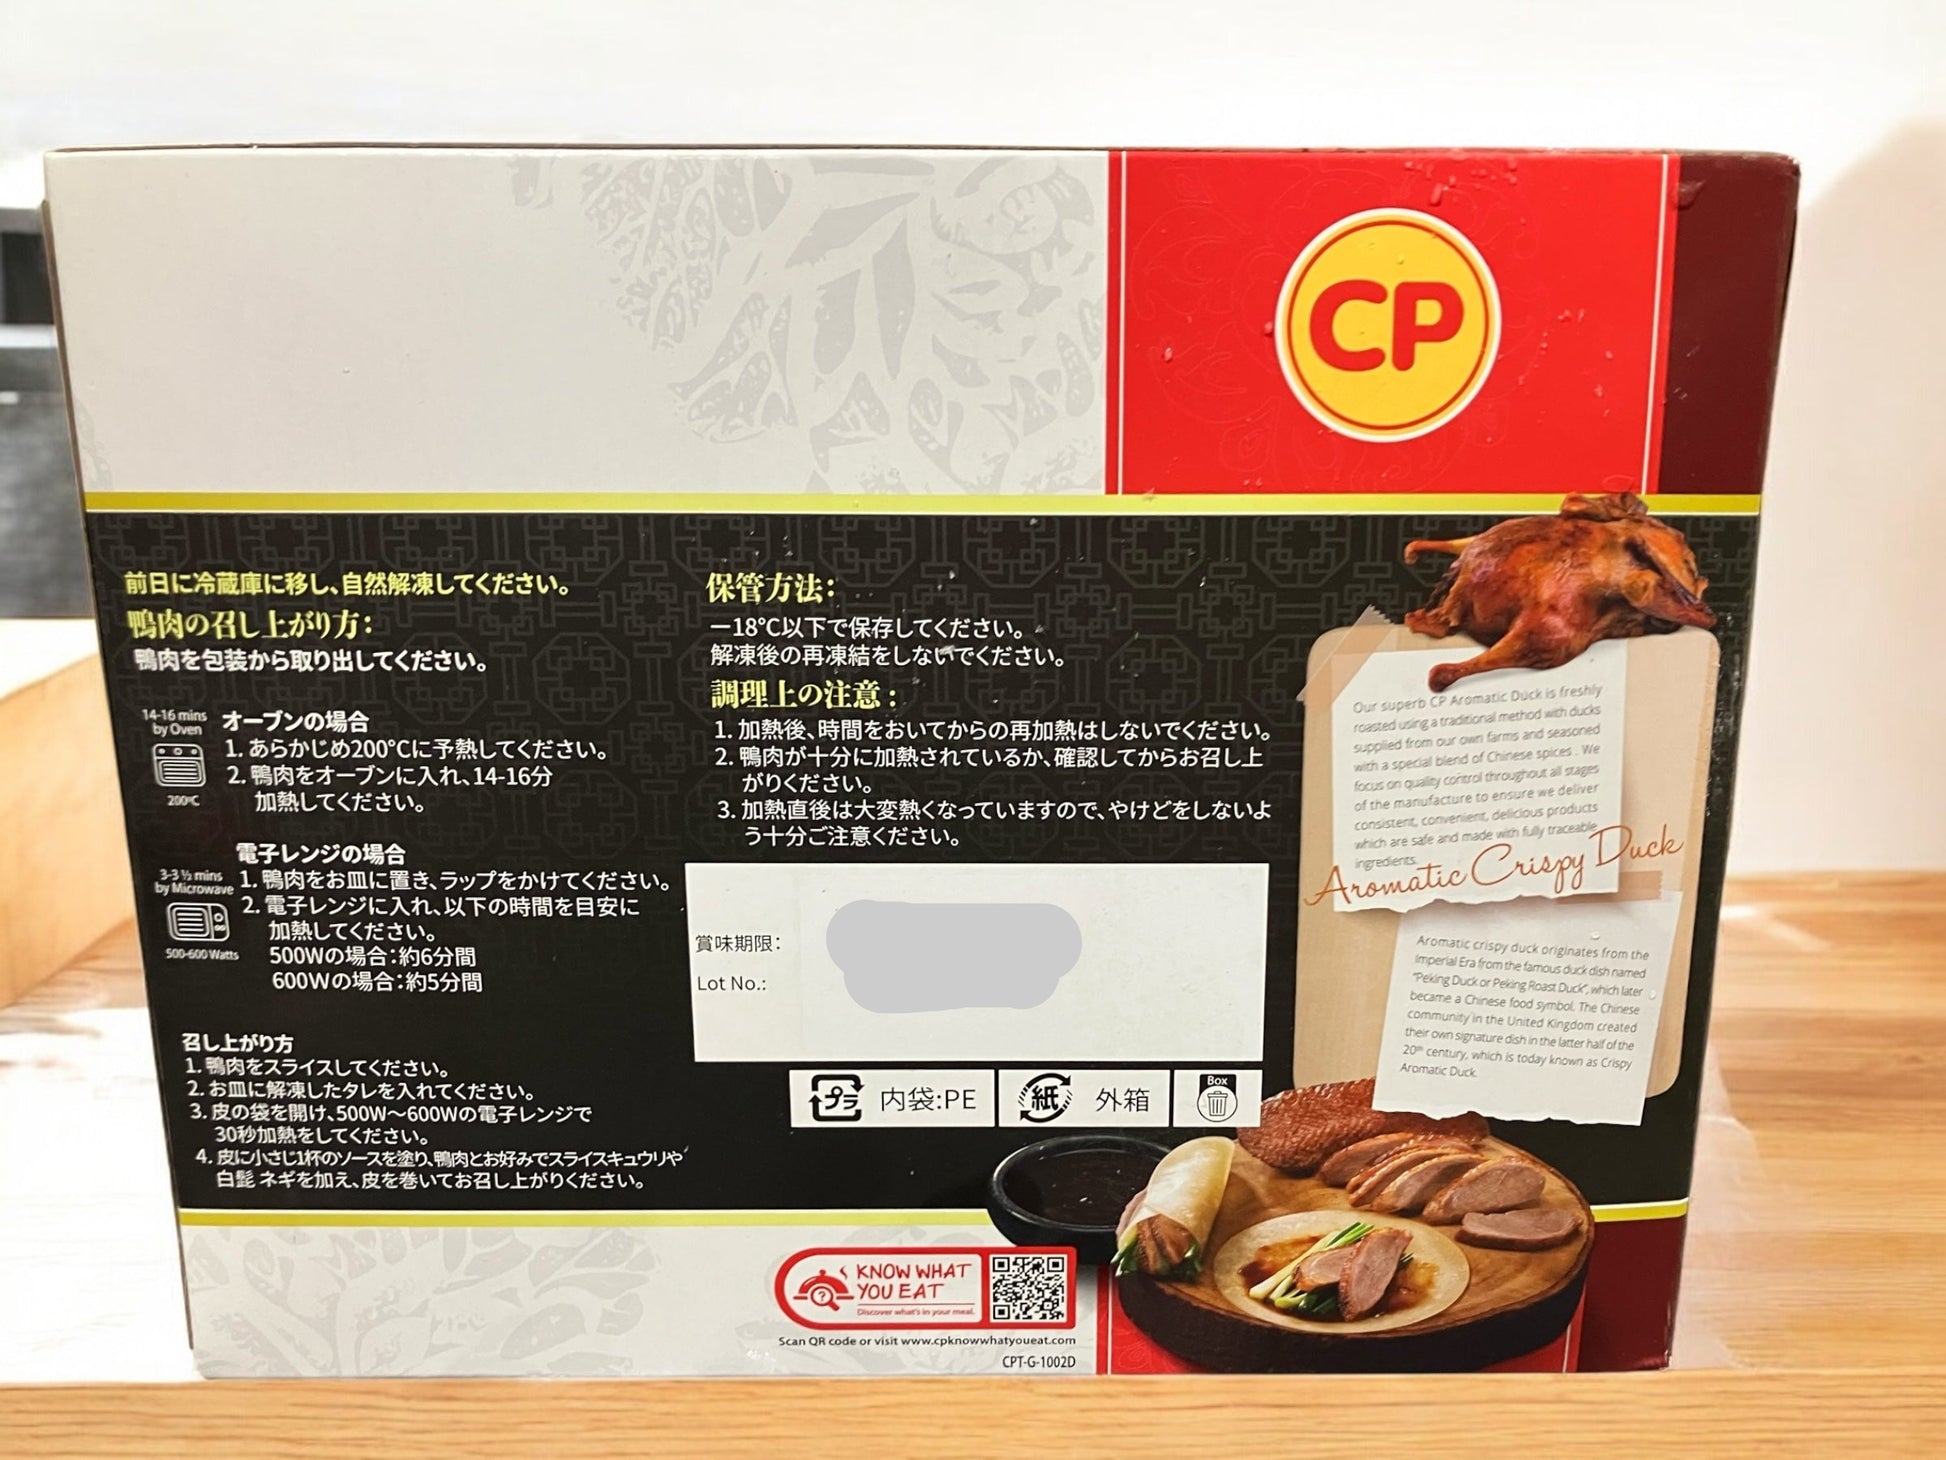 CP
前日に冷蔵庫に移し、自然解凍してください。
鴨肉の召し上がり方：
鴨肉を包装から取り出してください。
14-16 mins
by Oven
200°C
オーブンの場合
1. あらかじめ200°Cに予熱してください。
2. 鴨肉をオーブンに入れ、14-16分
加熱してください。
3-3 ½ mins
by Microwave
500-600 Watts
電子レンジの場合
1. 鴨肉をお皿に置き、ラップをかけてください。
2. 電子レンジに入れ、以下の時間を目安に
加熱してください。
500Wの場合：約6分間
600Wの場合：約5分間
召し上がり方
1. 鴨肉をスライスしてください。
2. お皿に解凍したタレを入れてください。
3. 皮の袋を開け、500W～600Wの電子レンジで
30秒加熱をしてください。
4. 皮に小さじ1杯のソースを塗り、鴨肉とお好みでスライスキュウリや
白髭 ネギを加え、皮を巻いてお召し上がりください。
保管方法：
ー18°C以下で保存してください。
解凍後の再凍結をしないでください。
調理上の注意：
1. 加熱後、時間をおいてからの再加熱はしないでください。
2. 鴨肉が十分に加熱されているか、確認してからお召し上
がりください。
3. 加熱直後は大変熱くなっていますので、やけどをしないよ
う十分ご注意ください。
賞味期限：
Lot No.:
プラ 内袋:PE
紙 外箱
Box
Our superb CP Aromatic Duck is freshly
roasted using a traditional method with ducks
supplied from our own farms and seasoned
with a special blend of Chinese spices . We
focus on quality control throughout all stages
of the manufacture to ensure we deliver
consistent, convenient, delicious products
which are safe and made with fully traceable
ingredients.
Aromatic Crispy Duck
Aromatic crispy duck originates from the
Imperial Era from the famous duck dish named
"Peking Duck or Peking Roast Duck", which later
became a Chinese food symbol. The Chinese
community in the United Kingdom created
their own signature dish in the latter half of the
20th century, which is today known as Crispy
Aromatic Duck.
KNOW WHAT
YOU EAT
Discover what's in your meal.
Scan QR code or visit www.cpknowwhatyoueat.com
CPT-G-1002D